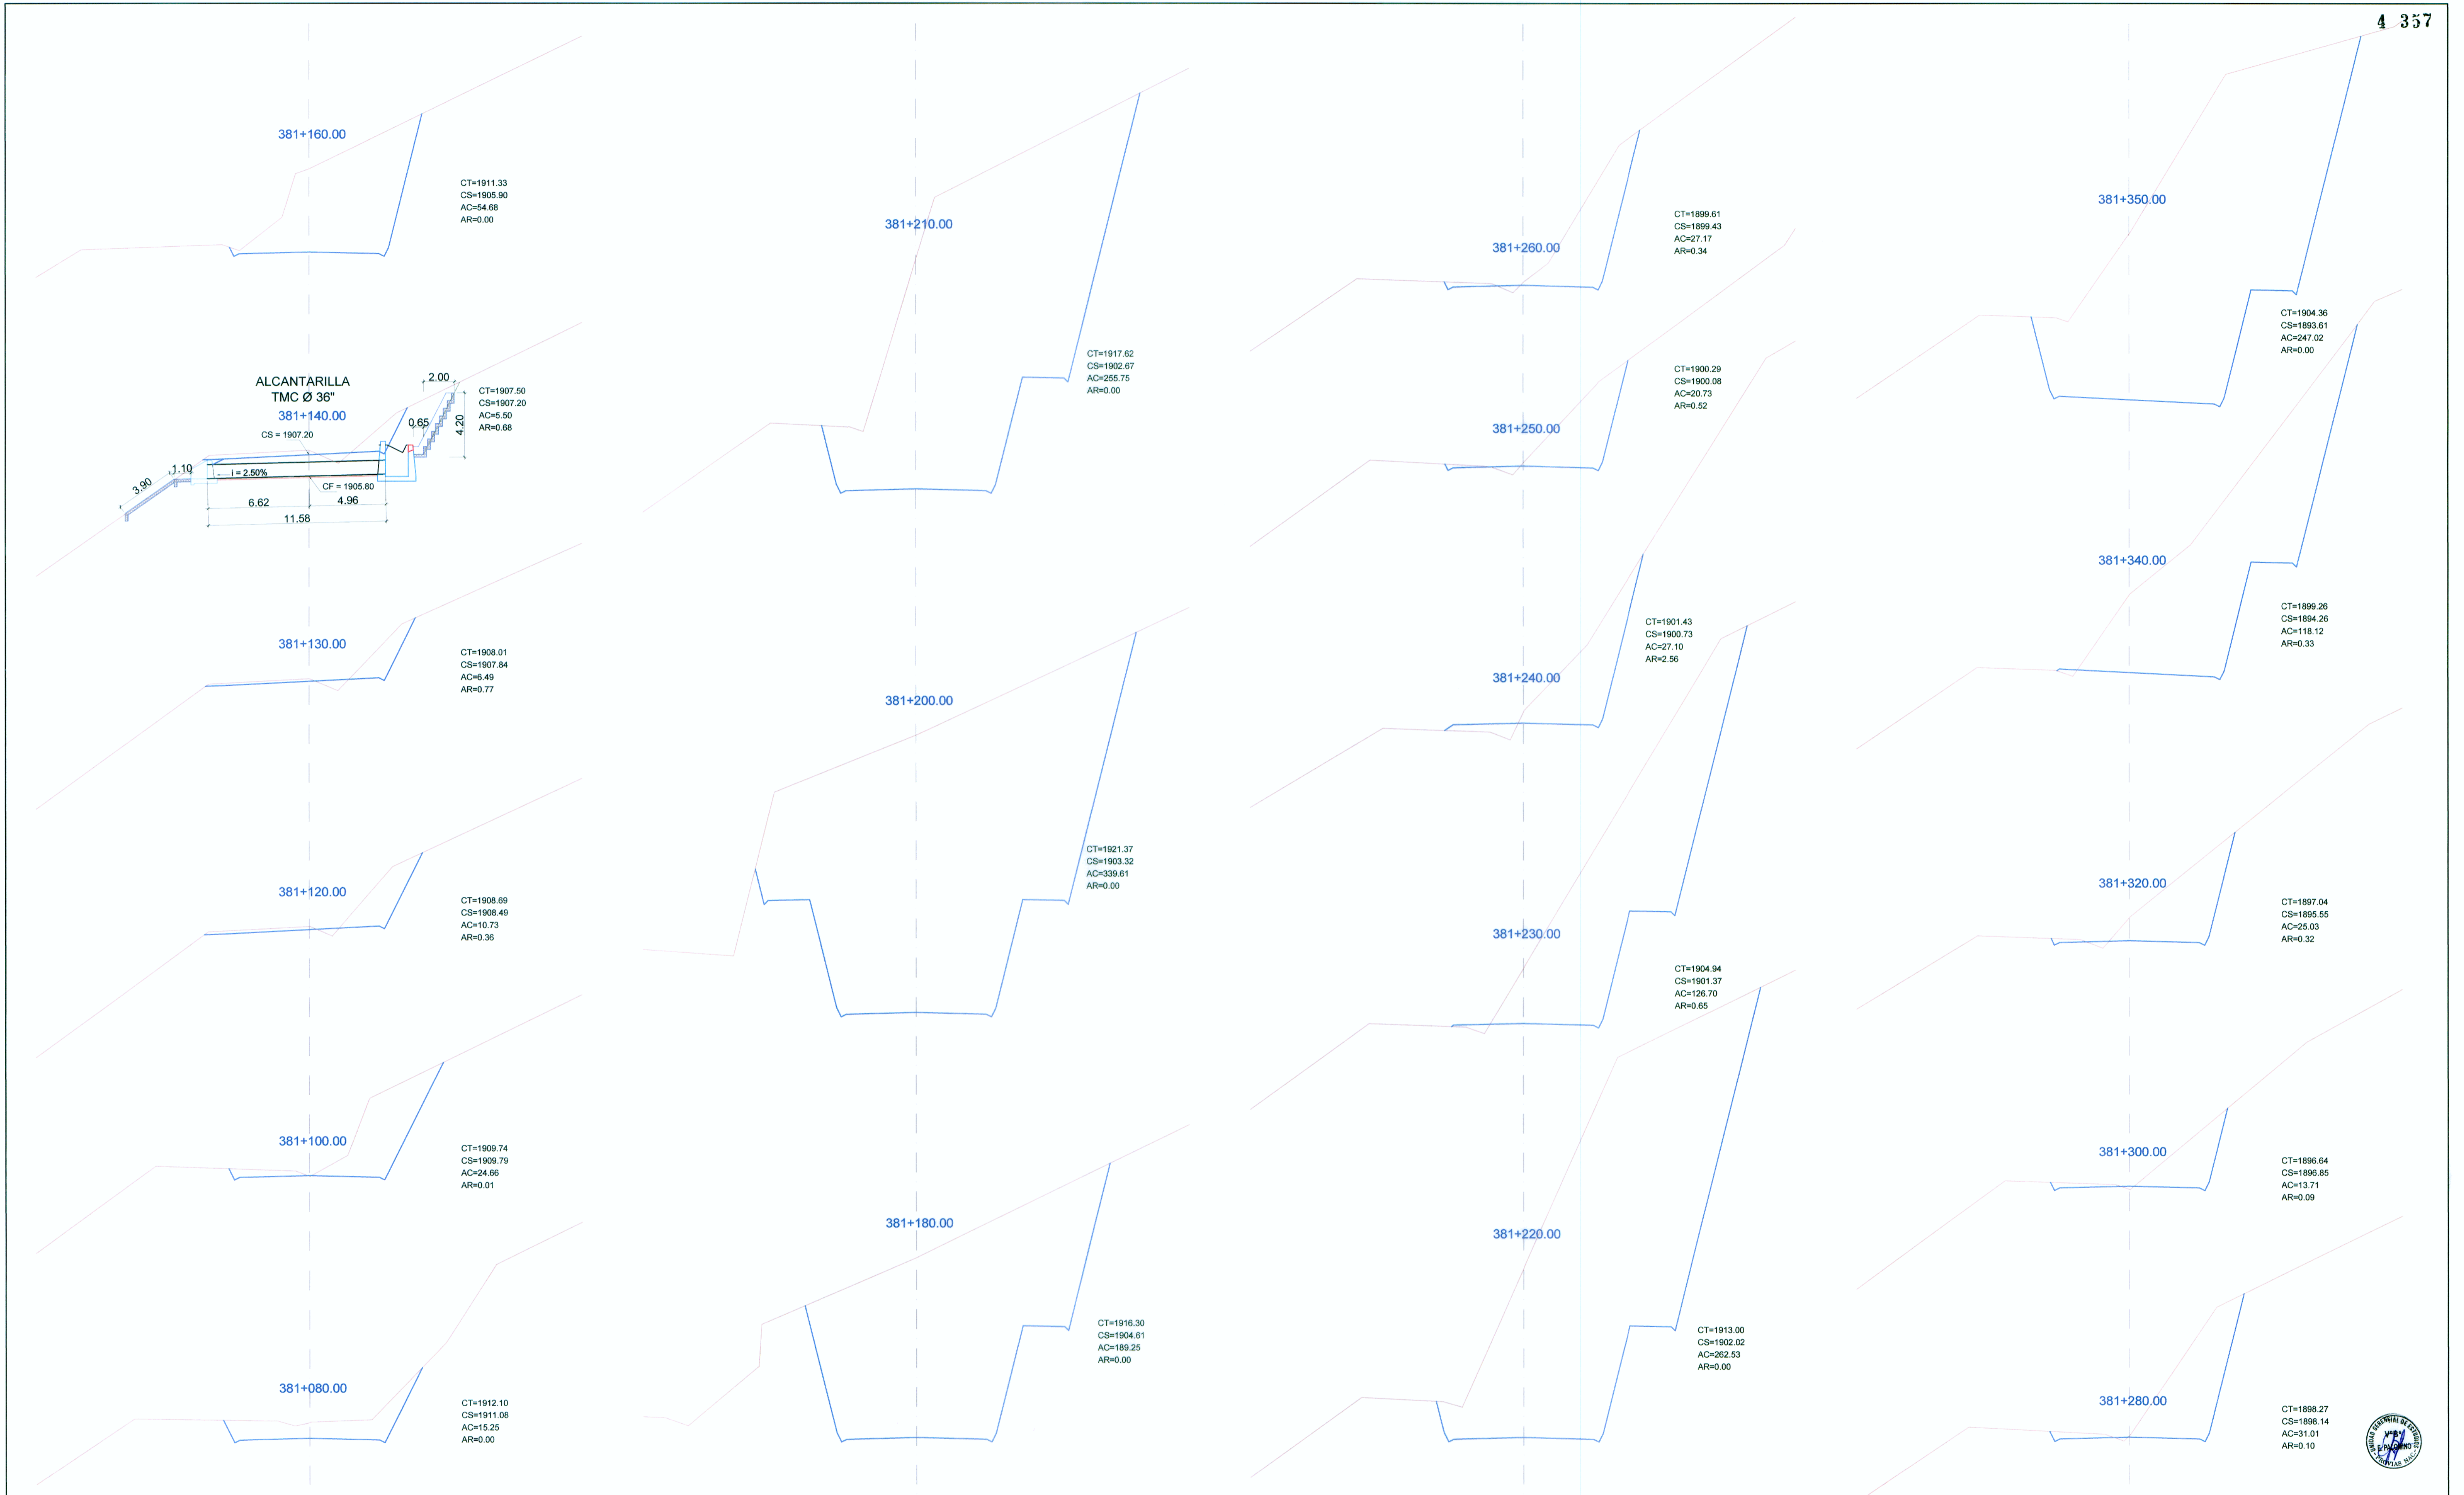 4 357
381+160.00
CT=1911.33
CS=1905.90
AC=54.68
AR=0.00
ALCANTARILLA
TMC Ø 36"
381+140.00
CS = 1907.20
2.00
0.65
4.20
CT=1907.50
CS=1907.20
AC=5.50
AR=0.68
1.10
3.90
i = 2.50%
CF = 1905.80
6.62
4.96
11.58
381+130.00
CT=1908.01
CS=1907.84
AC=6.49
AR=0.77
381+120.00
CT=1908.69
CS=1908.49
AC=10.73
AR=0.36
381+100.00
CT=1909.74
CS=1909.79
AC=24.66
AR=0.01
381+080.00
CT=1912.10
CS=1911.08
AC=15.25
AR=0.00
381+210.00
CT=1917.62
CS=1902.67
AC=255.75
AR=0.00
381+200.00
CT=1921.37
CS=1903.32
AC=339.61
AR=0.00
381+180.00
CT=1916.30
CS=1904.61
AC=189.25
AR=0.00
381+260.00
CT=1899.61
CS=1899.43
AC=27.17
AR=0.34
381+250.00
CT=1900.29
CS=1900.08
AC=20.73
AR=0.52
381+240.00
CT=1901.43
CS=1900.73
AC=27.10
AR=2.56
381+230.00
CT=1904.94
CS=1901.37
AC=126.70
AR=0.65
381+220.00
CT=1913.00
CS=1902.02
AC=262.53
AR=0.00
381+350.00
CT=1904.36
CS=1893.61
AC=247.02
AR=0.00
381+340.00
CT=1899.26
CS=1894.26
AC=118.12
AR=0.33
381+320.00
CT=1897.04
CS=1895.55
AC=25.03
AR=0.32
381+300.00
CT=1896.64
CS=1896.85
AC=13.71
AR=0.09
381+280.00
CT=1898.27
CS=1898.14
AC=31.01
AR=0.10
UNIDAD GERENCIAL DE ESTUDIOS
V°B°
E. PALOMINO
PROVIAS NAC.